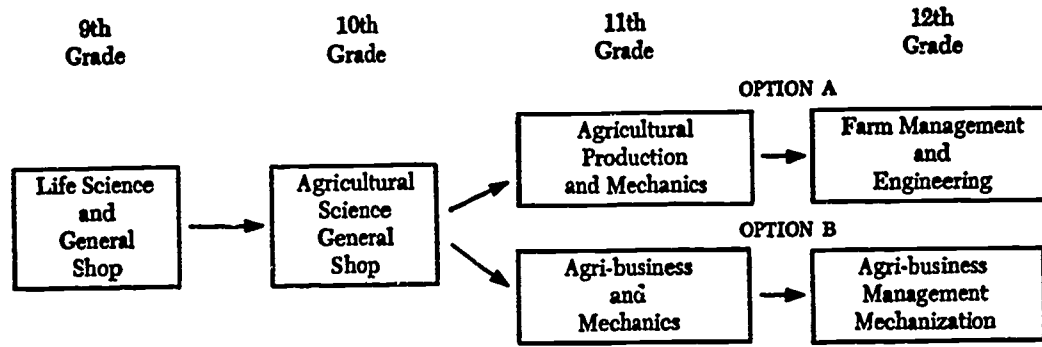 9th
Grade
10th
Grade
11th
Grade
12th
Grade
OPTION A
Life Science
and
General
Shop
Agricultural
Science
General
Shop
Agricultural
Production
and Mechanics
Farm Management
and
Engineering
OPTION B
Agri-business
and
Mechanics
Agri-business
Management
Mechanization